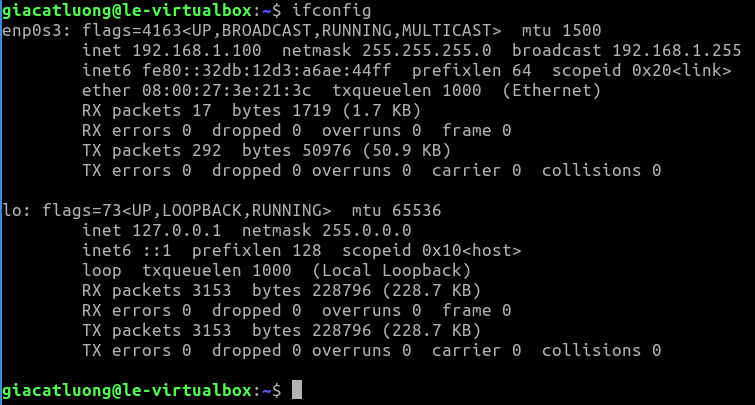 giacatluong@le-virtualbox:~$ ifconfig
enp0s3: flags=4163<UP,BROADCAST,RUNNING,MULTICAST>  mtu 1500
        inet 192.168.1.100  netmask 255.255.255.0  broadcast 192.168.1.255
        inet6 fe80::32db:12d3:a6ae:44ff  prefixlen 64  scopeid 0x20<link>
        ether 08:00:27:3e:21:3c  txqueuelen 1000  (Ethernet)
        RX packets 17  bytes 1719 (1.7 KB)
        RX errors 0  dropped 0  overruns 0  frame 0
        TX packets 292  bytes 50976 (50.9 KB)
        TX errors 0  dropped 0 overruns 0  carrier 0  collisions 0

lo: flags=73<UP,LOOPBACK,RUNNING>  mtu 65536
        inet 127.0.0.1  netmask 255.0.0.0
        inet6 ::1  prefixlen 128  scopeid 0x10<host>
        loop  txqueuelen 1000  (Local Loopback)
        RX packets 3153  bytes 228796 (228.7 KB)
        RX errors 0  dropped 0  overruns 0  frame 0
        TX packets 3153  bytes 228796 (228.7 KB)
        TX errors 0  dropped 0 overruns 0  carrier 0  collisions 0

giacatluong@le-virtualbox:~$